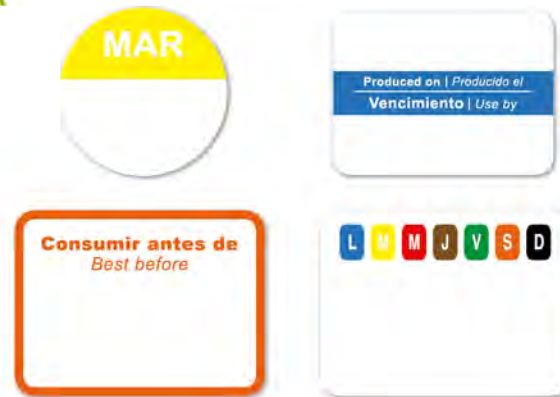 MAR
Produced on | Producido el
Vencimiento | Use by
Consumir antes de
Best before
L M M J V S D